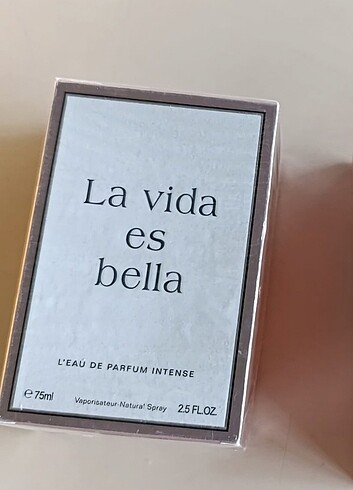 La vida
es
bella
L'EAU DE PARFUM INTENSE
℮ 75ml Vaporisateur-Natural Spray 2.5 FL.OZ.